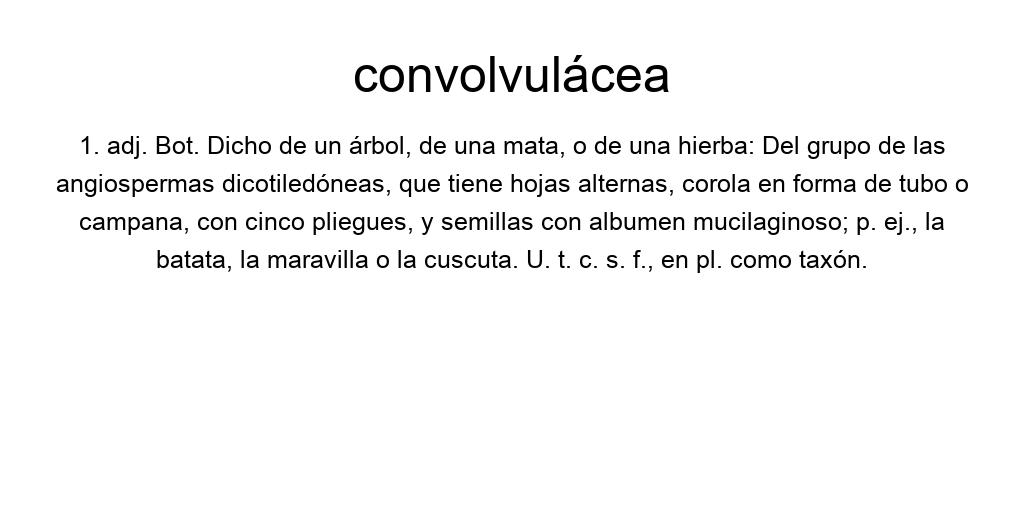 convolvulácea
1. adj. Bot. Dicho de un árbol, de una mata, o de una hierba: Del grupo de las
angiospermas dicotiledóneas, que tiene hojas alternas, corola en forma de tubo o
campana, con cinco pliegues, y semillas con albumen mucilaginoso; p. ej., la
batata, la maravilla o la cuscuta. U. t. c. s. f., en pl. como taxón.